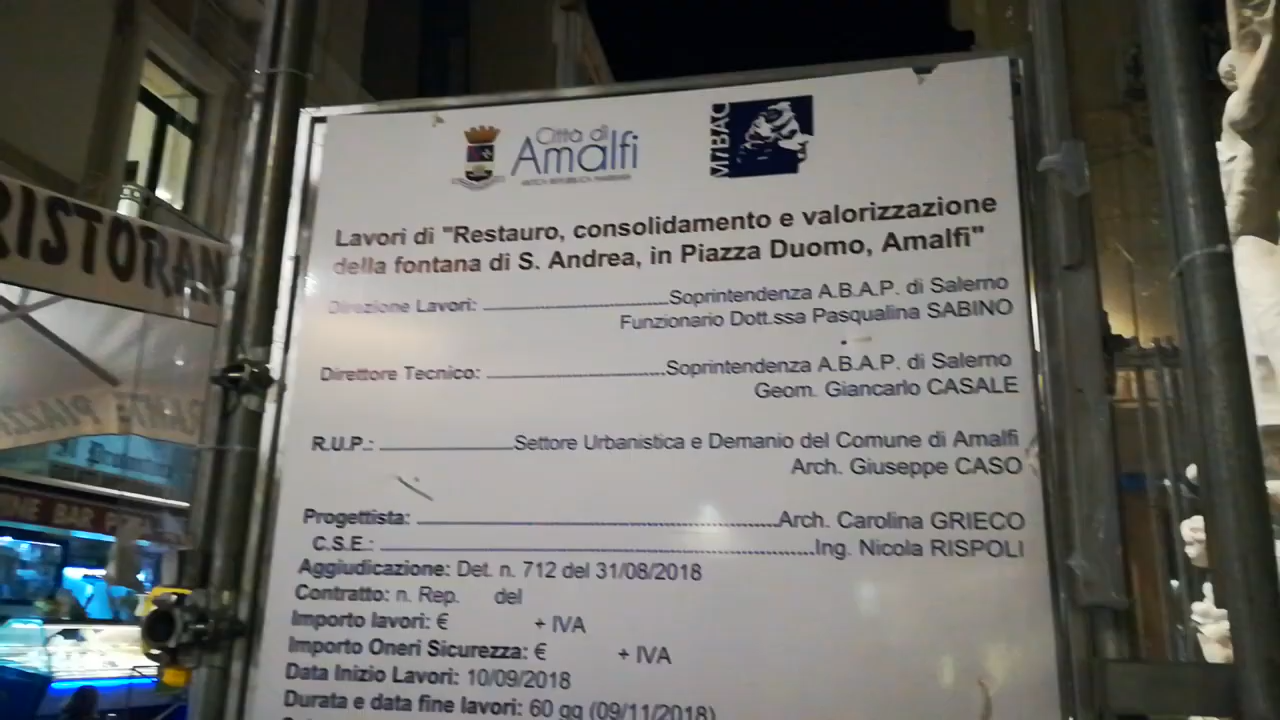 Città di
Amalfi
ANTICA REPUBBLICA MARINARA
MiBAC
Lavori di "Restauro, consolidamento e valorizzazione
della fontana di S. Andrea, in Piazza Duomo, Amalfi"
Direzione Lavori: Soprintendenza A.B.A.P. di Salerno
Funzionario Dott.ssa Pasqualina SABINO
Direttore Tecnico: Soprintendenza A.B.A.P. di Salerno
Geom. Giancarlo CASALE
R.U.P.: Settore Urbanistica e Demanio del Comune di Amalfi
Arch. Giuseppe CASO
Progettista: Arch. Carolina GRIECO
C.S.E.: Ing. Nicola RISPOLI
Aggiudicazione: Det. n. 712 del 31/08/2018
Contratto: n. Rep. del
Importo lavori: € + IVA
Importo Oneri Sicurezza: € + IVA
Data Inizio Lavori: 10/09/2018
Durata e data fine lavori: 60 gg (09/11/2018)
RISTORAN
BAR